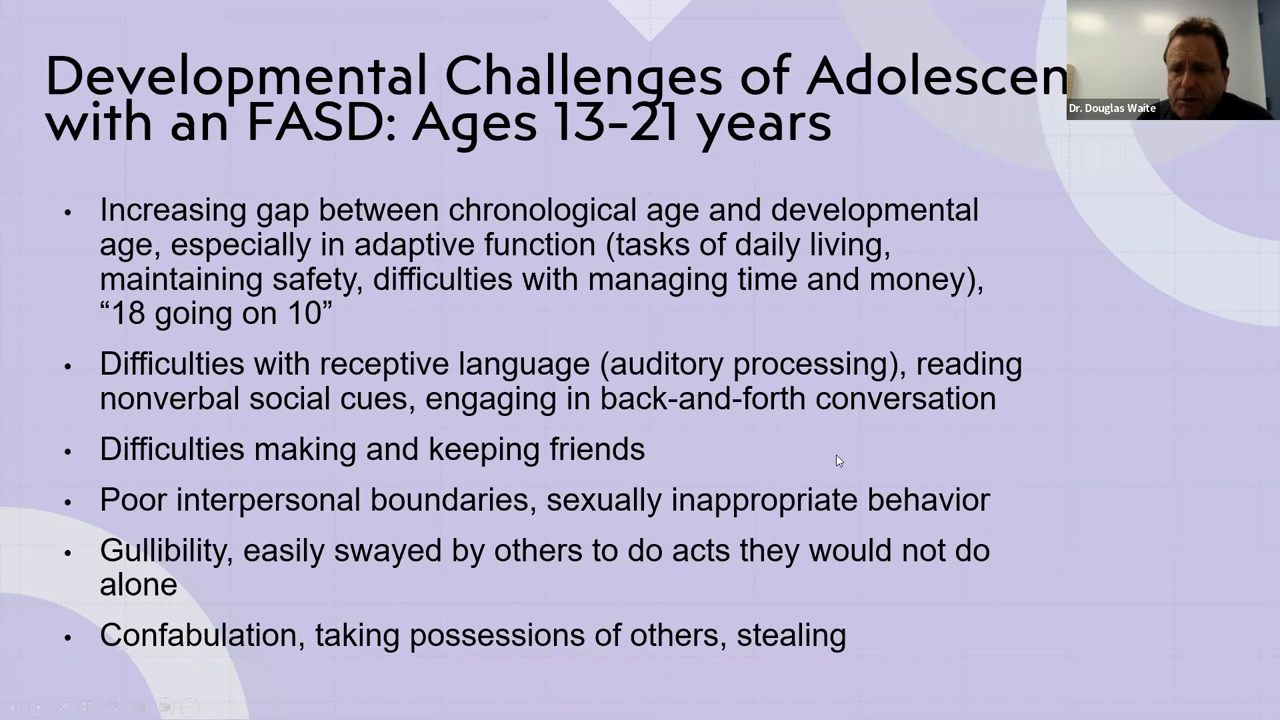 Developmental Challenges of Adolescen
with an FASD: Ages 13-21 years
Dr. Douglas Waite
• Increasing gap between chronological age and developmental
age, especially in adaptive function (tasks of daily living,
maintaining safety, difficulties with managing time and money),
“18 going on 10”
• Difficulties with receptive language (auditory processing), reading
nonverbal social cues, engaging in back-and-forth conversation
• Difficulties making and keeping friends
• Poor interpersonal boundaries, sexually inappropriate behavior
• Gullibility, easily swayed by others to do acts they would not do
alone
• Confabulation, taking possessions of others, stealing